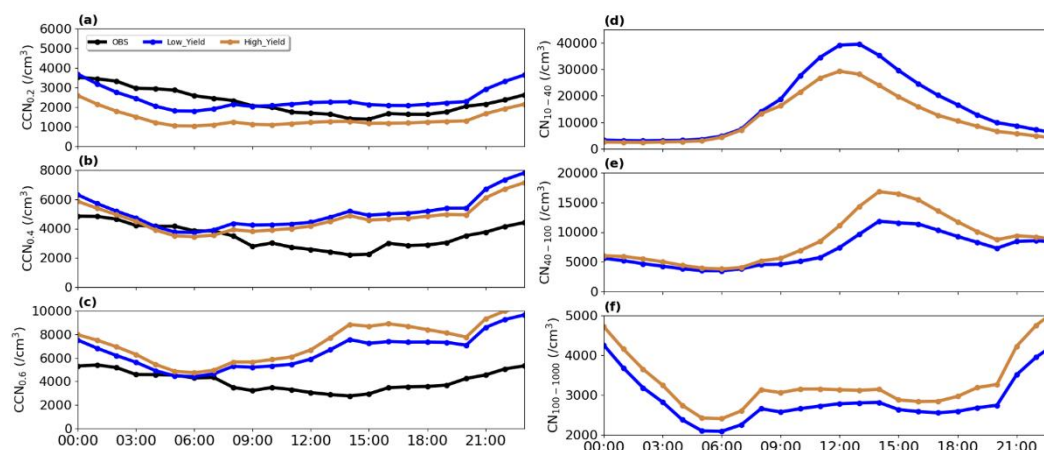 (a)
6000
5000
4000
3000
2000
1000
0
CCN0.2 (/cm3)
OBS Low_Yield High_Yield
(b)
8000
6000
4000
2000
0
CCN0.4 (/cm3)
(c)
10000
8000
6000
4000
2000
0
CCN0.6 (/cm3)
00:00 03:00 06:00 09:00 12:00 15:00 18:00 21:00
(d)
40000
30000
20000
10000
0
CN10−40 (/cm3)
(e)
20000
15000
10000
5000
0
CN40−100 (/cm3)
(f)
5000
4000
3000
2000
CN100−1000 (/cm3)
00:00 03:00 06:00 09:00 12:00 15:00 18:00 21:00